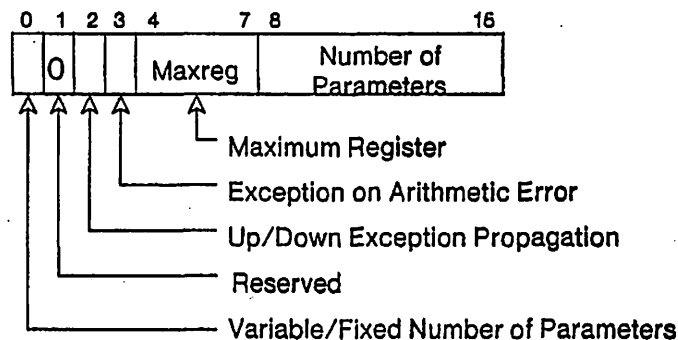 0 1 2 3 4 7 8 15
0 Maxreg Number of
Parameters
Maximum Register
Exception on Arithmetic Error
Up/Down Exception Propagation
Reserved
Variable/Fixed Number of Parameters